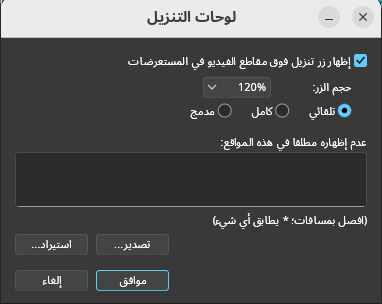 لوحات التنزيل
إظهار زر تنزيل فوق مقاطع الفيديو في المستعرضات
حجم الزر: 120%
تلقائي كامل مدمج
عدم إظهاره مطلقا في هذه المواقع:
(افصل بمسافات؛ * يطابق أي شيء)
تصدير... استيراد...
موافق إلغاء